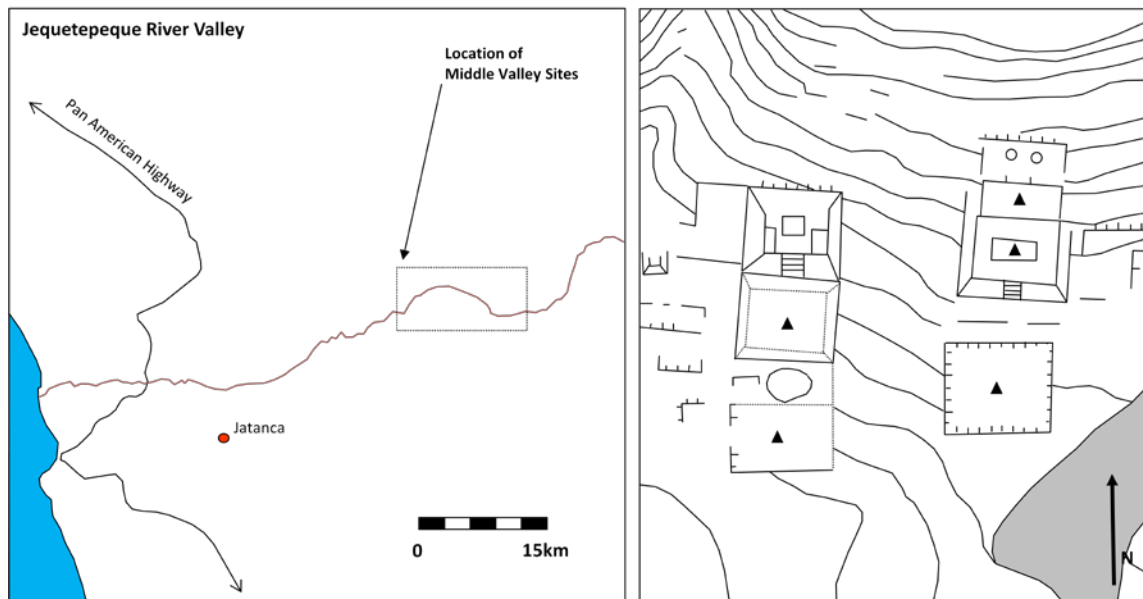 Jequetepeque River Valley
Location of
Middle Valley Sites
Pan American Highway
Jatanca
0 15km
N